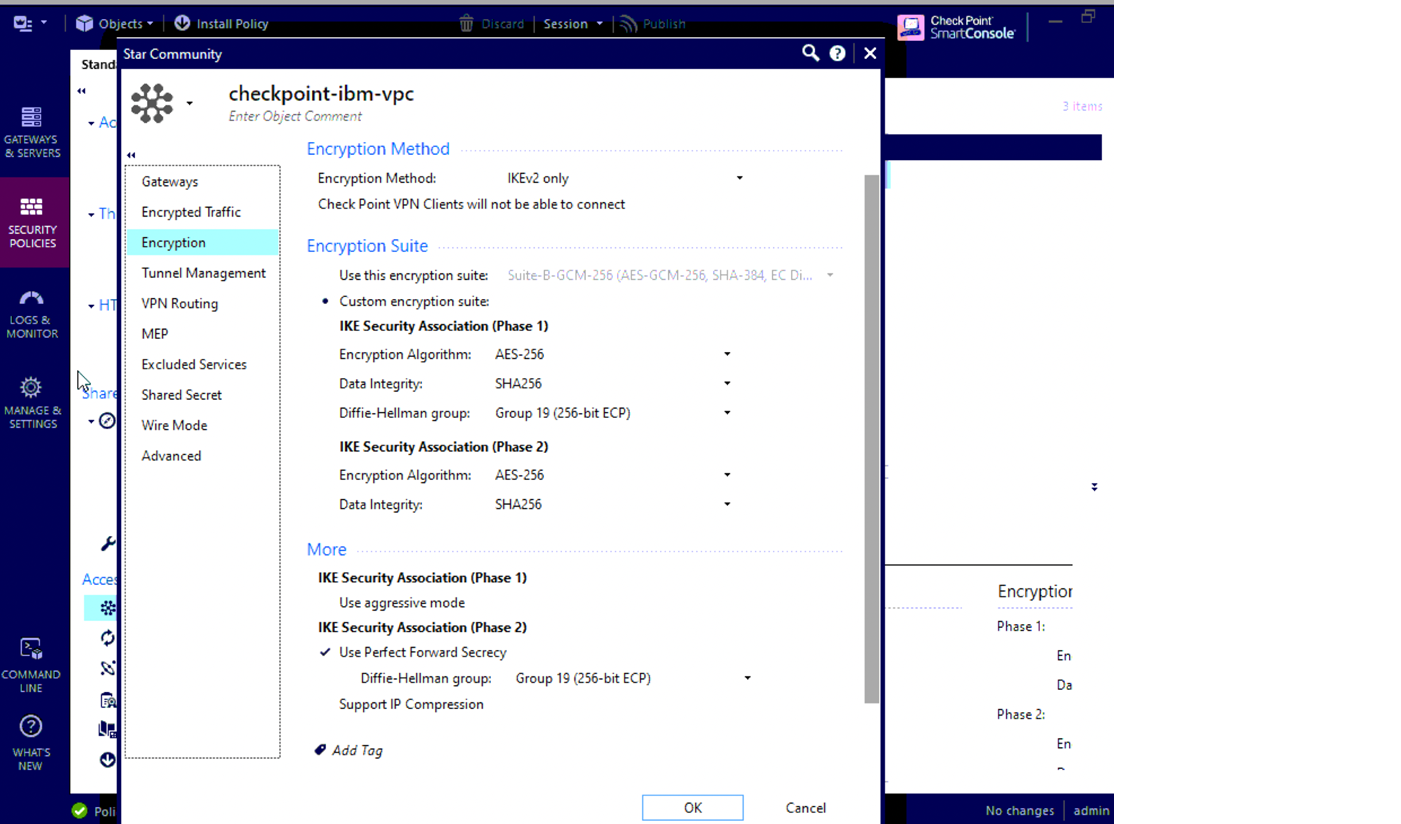 Objects
Install Policy
Discard
Session
Publish
Check Point
SmartConsole
GATEWAYS
& SERVERS
SECURITY
POLICIES
LOGS &
MONITOR
MANAGE &
SETTINGS
COMMAND
LINE
WHAT'S
NEW
Stand
Ac
Th
HT
Share
Acces
Poli
Star Community
checkpoint-ibm-vpc
Enter Object Comment
Gateways
Encrypted Traffic
Encryption
Tunnel Management
VPN Routing
MEP
Excluded Services
Shared Secret
Wire Mode
Advanced
Encryption Method
Encryption Method: IKEv2 only
Check Point VPN Clients will not be able to connect
Encryption Suite
Use this encryption suite: Suite-B-GCM-256 (AES-GCM-256, SHA-384, EC Di...
Custom encryption suite:
IKE Security Association (Phase 1)
Encryption Algorithm: AES-256
Data Integrity: SHA256
Diffie-Hellman group: Group 19 (256-bit ECP)
IKE Security Association (Phase 2)
Encryption Algorithm: AES-256
Data Integrity: SHA256
More
IKE Security Association (Phase 1)
Use aggressive mode
IKE Security Association (Phase 2)
Use Perfect Forward Secrecy
Diffie-Hellman group: Group 19 (256-bit ECP)
Support IP Compression
Add Tag
OK
Cancel
3 items
Encryption
Phase 1:
En
Da
Phase 2:
En
No changes
admin